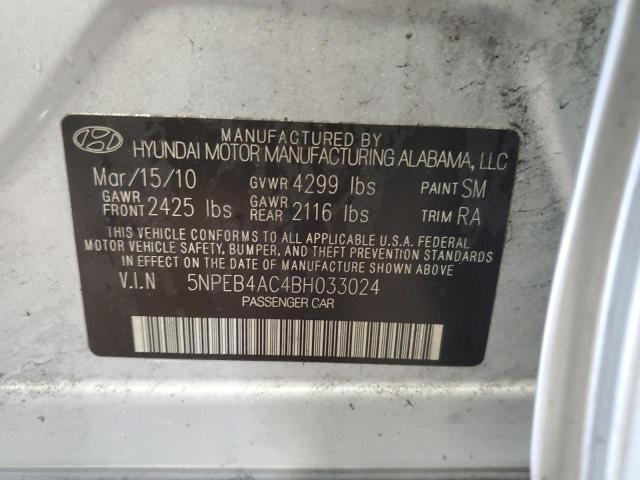 MANUFACTURED BY
HYUNDAI MOTOR MANUFACTURING ALABAMA, LLC
Mar/15/10 GVWR 4299 lbs PAINT SM
GAWR FRONT 2425 lbs GAWR REAR 2116 lbs TRIM RA
THIS VEHICLE CONFORMS TO ALL APPLICABLE U.S.A. FEDERAL
MOTOR VEHICLE SAFETY, BUMPER, AND THEFT PREVENTION STANDARDS
IN EFFECT ON THE DATE OF MANUFACTURE SHOWN ABOVE.
V.I.N 5NPEB4AC4BH033024
PASSENGER CAR